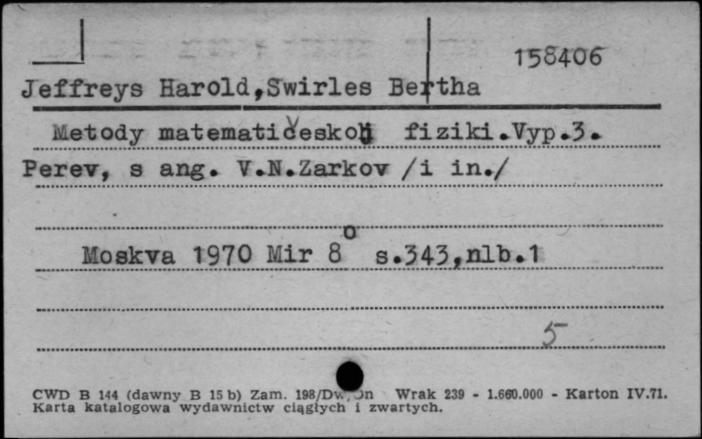 158406
Jeffreys Harold,Swirles Bertha
Metody matematičeskoj fiziki.Vyp.3.
Perev, s ang. V.N.Zarkov /i in./
Moskva 1970 Mir 8° s.343,nlb.1
5
CWD B 144 (dawny B 15 b) Zam. 198/Dw/ Wrak 239 - 1.660.000 - Karton IV.71.
Karta katalogowa wydawnictw ciągłych i zwartych.